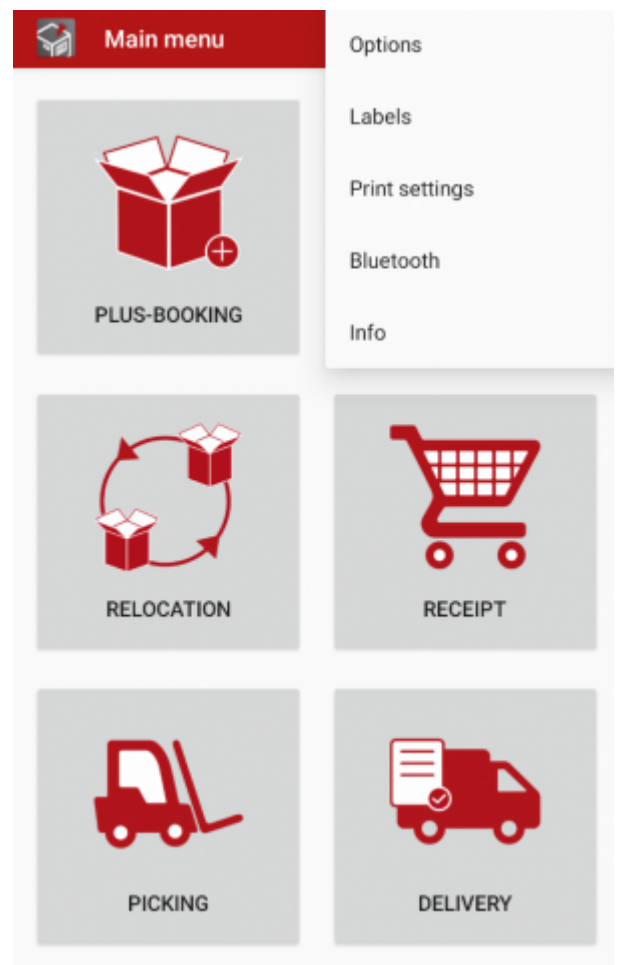 Main menu
Options
Labels
Print settings
Bluetooth
Info
PLUS-BOOKING
RELOCATION
RECEIPT
PICKING
DELIVERY